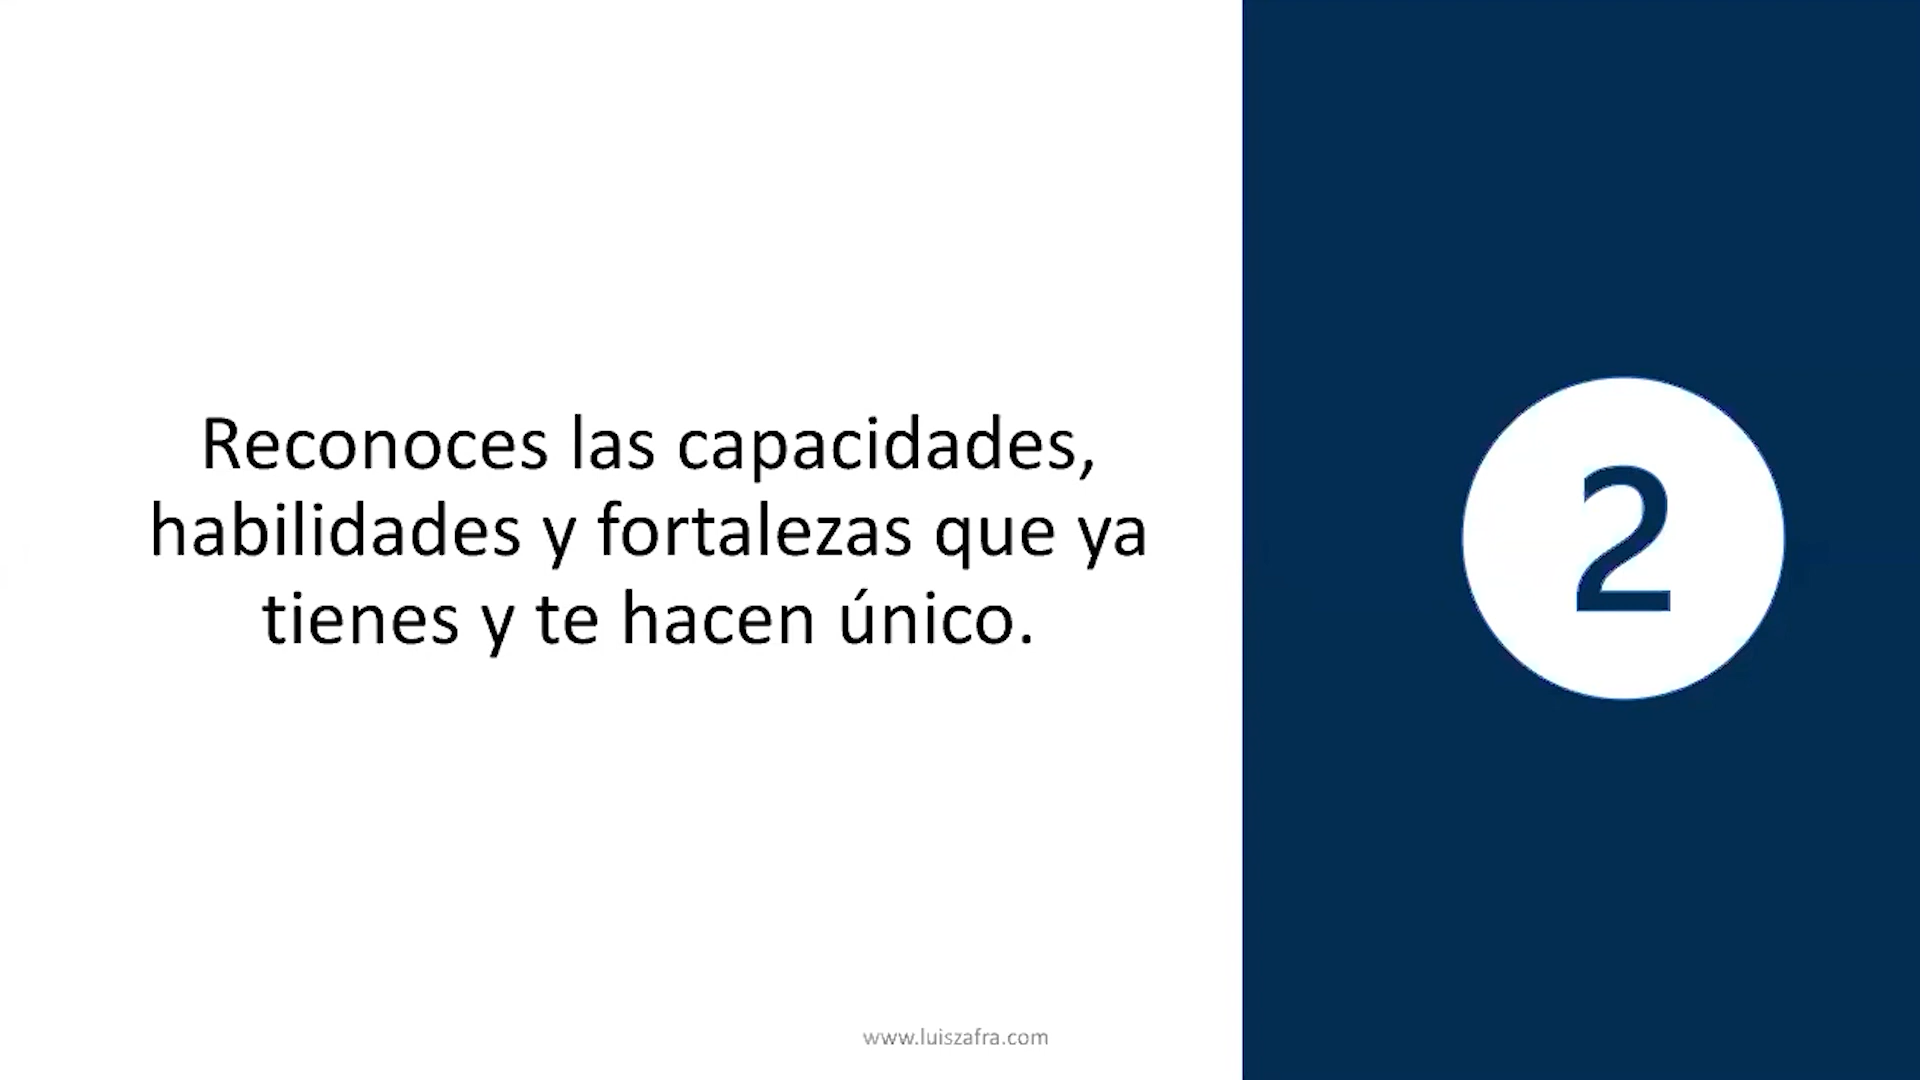 Reconoces las capacidades,
habilidades y fortalezas que ya
tienes y te hacen único.
2
www.luiszafra.com